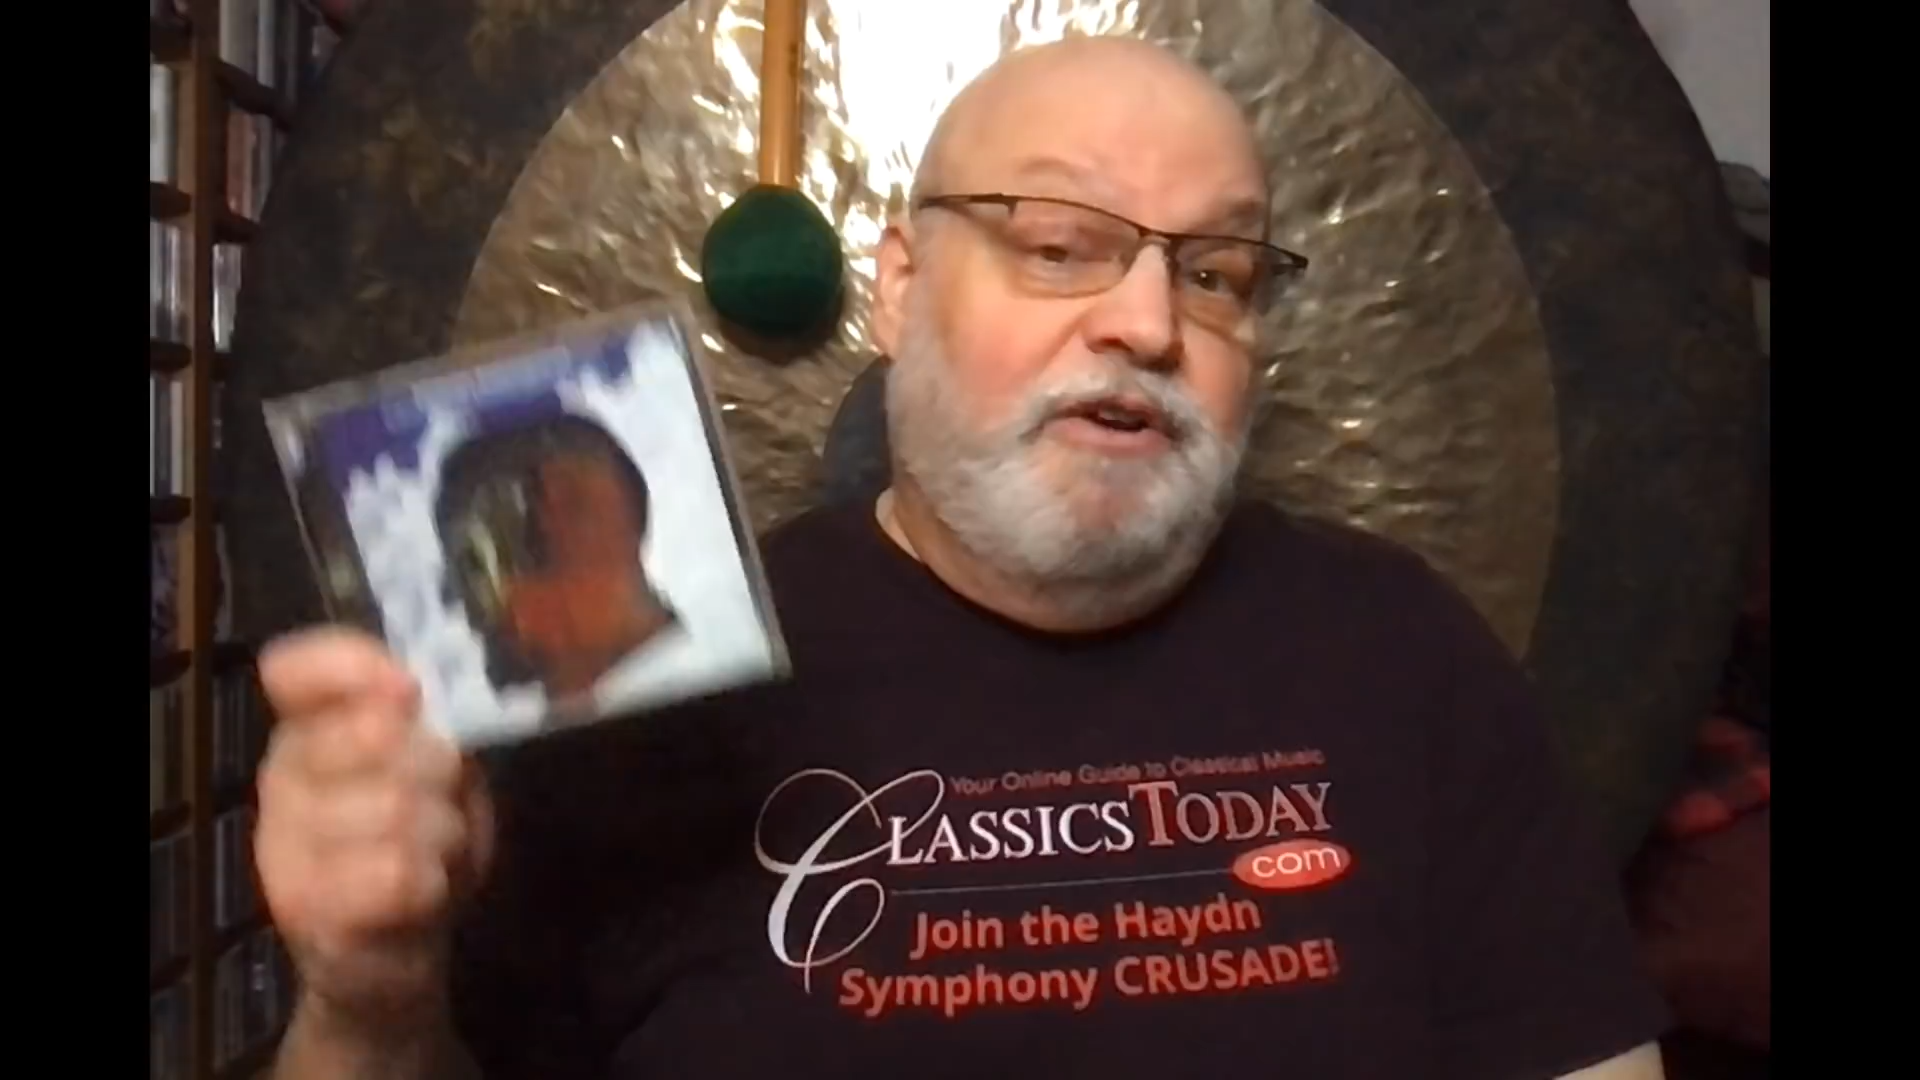 Your Online Guide to Classical Music
CLASSICSTODAY
com
Join the Haydn
Symphony CRUSADE!